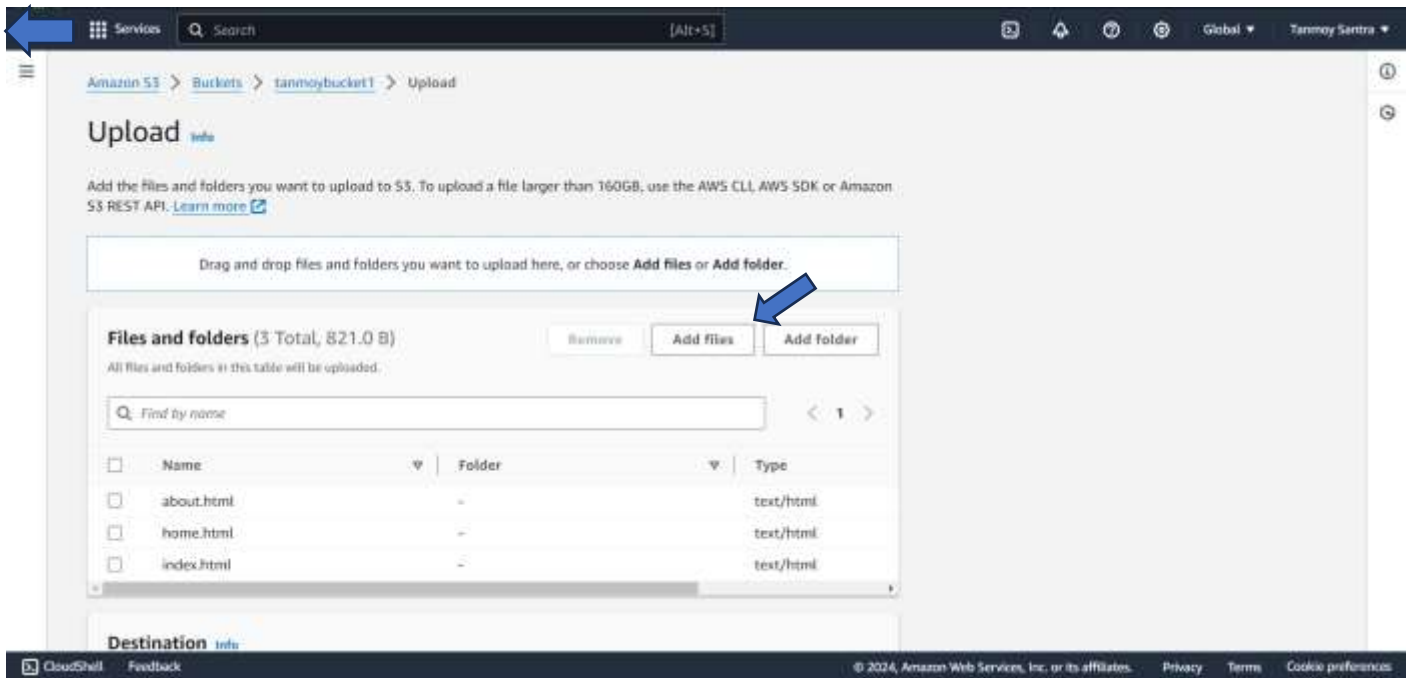 Services Search [Alt+S] Global Tanmoy Santra
Amazon S3 > Buckets > tanmoybucket1 > Upload
Upload Info
Add the files and folders you want to upload to S3. To upload a file larger than 160GB, use the AWS CLI, AWS SDK or Amazon
S3 REST API. Learn more
Drag and drop files and folders you want to upload here, or choose Add files or Add folder.
Files and folders (3 Total, 821.0 B) Remove Add files Add folder
All files and folders in this table will be uploaded.
Find by name < 1 >
Name Folder Type
about.html - text/html
home.html - text/html
index.html - text/html
Destination Info
CloudShell Feedback © 2024, Amazon Web Services, Inc. or its affiliates. Privacy Terms Cookie preferences